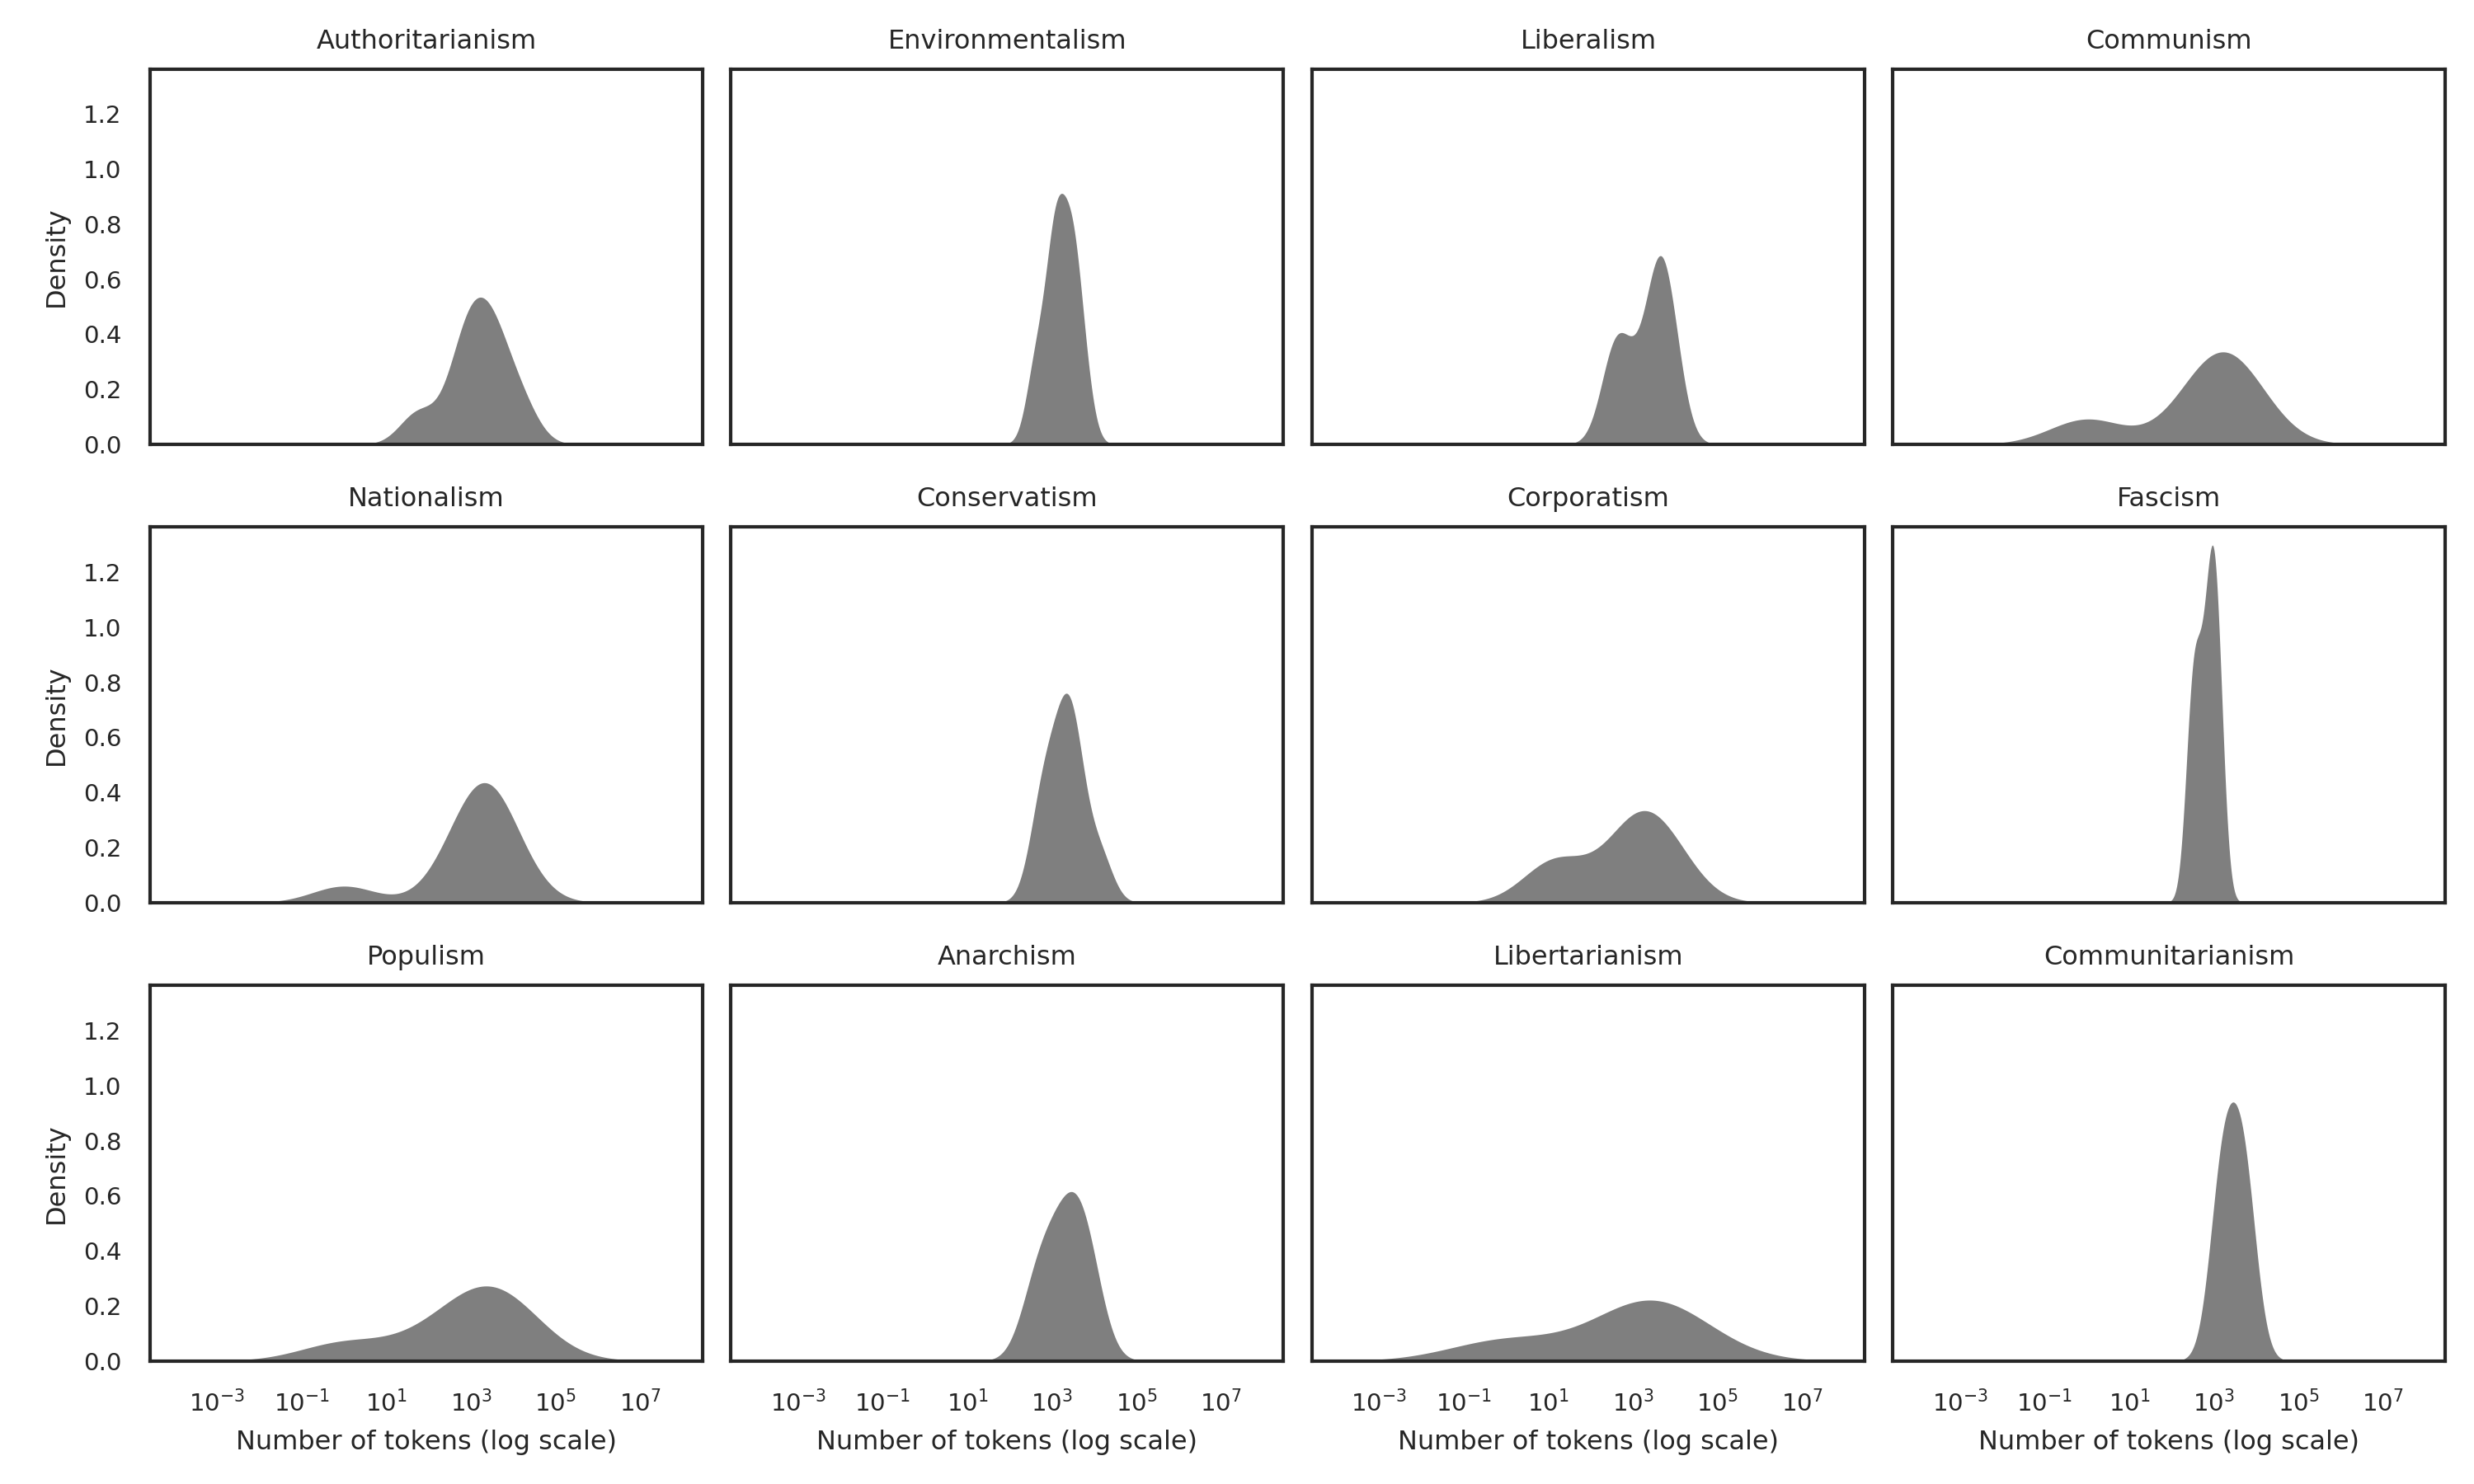 Authoritarianism Environmentalism Liberalism Communism
Density
1.2
1.0
0.8
0.6
0.4
0.2
0.0
Nationalism Conservatism Corporatism Fascism
Density
1.2
1.0
0.8
0.6
0.4
0.2
0.0
Populism Anarchism Libertarianism Communitarianism
Density
1.2
1.0
0.8
0.6
0.4
0.2
0.0
10⁻³ 10⁻¹ 10¹ 10³ 10⁵ 10⁷ 10⁻³ 10⁻¹ 10¹ 10³ 10⁵ 10⁷ 10⁻³ 10⁻¹ 10¹ 10³ 10⁵ 10⁷ 10⁻³ 10⁻¹ 10¹ 10³ 10⁵ 10⁷
Number of tokens (log scale) Number of tokens (log scale) Number of tokens (log scale) Number of tokens (log scale)